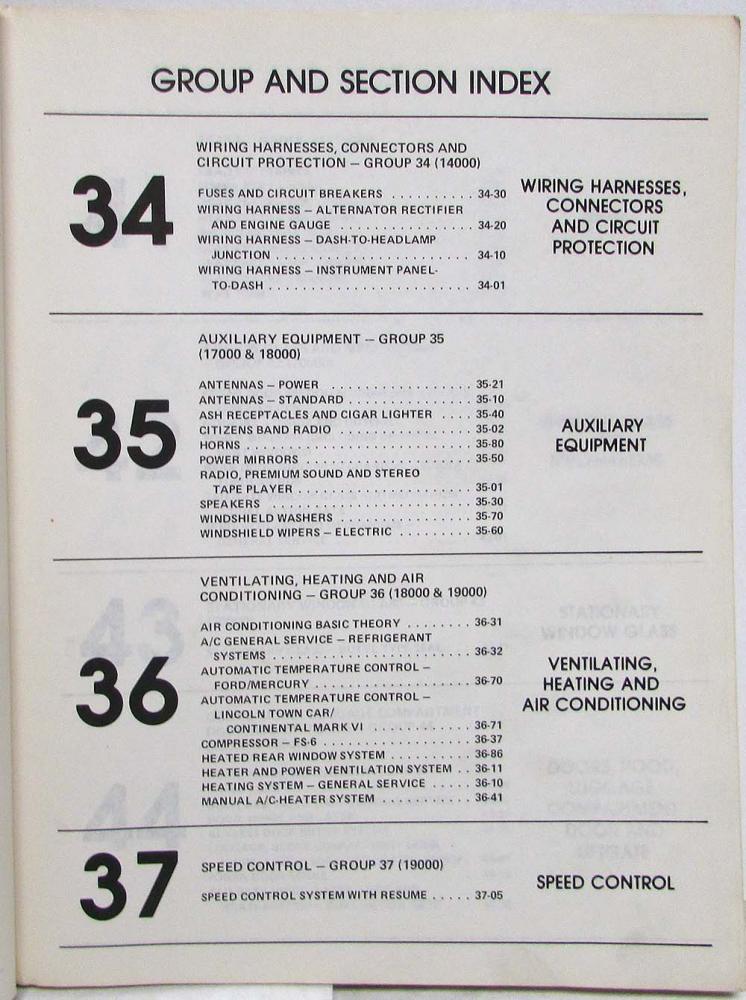 GROUP AND SECTION INDEX
34
WIRING HARNESSES, CONNECTORS AND
CIRCUIT PROTECTION — GROUP 34 (14000)
FUSES AND CIRCUIT BREAKERS . . . . . . . . . . 34-30
WIRING HARNESS — ALTERNATOR RECTIFIER
AND ENGINE GAUGE . . . . . . . . . . . . . . . . . 34-20
WIRING HARNESS — DASH-TO-HEADLAMP
JUNCTION . . . . . . . . . . . . . . . . . . . . . . . . 34-10
WIRING HARNESS — INSTRUMENT PANEL-
TO-DASH . . . . . . . . . . . . . . . . . . . . . . . . . 34-01
WIRING HARNESSES,
CONNECTORS
AND CIRCUIT
PROTECTION
35
AUXILIARY EQUIPMENT — GROUP 35
(17000 & 18000)
ANTENNAS — POWER . . . . . . . . . . . . . . . . . . 35-21
ANTENNAS — STANDARD . . . . . . . . . . . . . . . 35-10
ASH RECEPTACLES AND CIGAR LIGHTER . . . . 35-40
CITIZENS BAND RADIO . . . . . . . . . . . . . . . . . 35-02
HORNS . . . . . . . . . . . . . . . . . . . . . . . . . . . . 35-80
POWER MIRRORS . . . . . . . . . . . . . . . . . . . . . 35-50
RADIO, PREMIUM SOUND AND STEREO
TAPE PLAYER . . . . . . . . . . . . . . . . . . . . . . 35-01
SPEAKERS . . . . . . . . . . . . . . . . . . . . . . . . . . 35-30
WINDSHIELD WASHERS . . . . . . . . . . . . . . . . 35-70
WINDSHIELD WIPERS — ELECTRIC . . . . . . . . . 35-60
AUXILIARY
EQUIPMENT
36
VENTILATING, HEATING AND AIR
CONDITIONING — GROUP 36 (18000 & 19000)
AIR CONDITIONING BASIC THEORY . . . . . . . . 36-31
A/C GENERAL SERVICE — REFRIGERANT
SYSTEMS . . . . . . . . . . . . . . . . . . . . . . . . . 36-32
AUTOMATIC TEMPERATURE CONTROL —
FORD/MERCURY . . . . . . . . . . . . . . . . . . . . 36-70
AUTOMATIC TEMPERATURE CONTROL —
LINCOLN TOWN CAR/
CONTINENTAL MARK VI . . . . . . . . . . . . . 36-71
COMPRESSOR — FS-6 . . . . . . . . . . . . . . . . . . . 36-37
HEATED REAR WINDOW SYSTEM . . . . . . . . . . 36-86
HEATER AND POWER VENTILATION SYSTEM . . 36-11
HEATING SYSTEM — GENERAL SERVICE . . . . . 36-10
MANUAL A/C-HEATER SYSTEM . . . . . . . . . . . 36-41
VENTILATING,
HEATING AND
AIR CONDITIONING
37
SPEED CONTROL — GROUP 37 (19000)
SPEED CONTROL SYSTEM WITH RESUME . . . . . 37-05
SPEED CONTROL